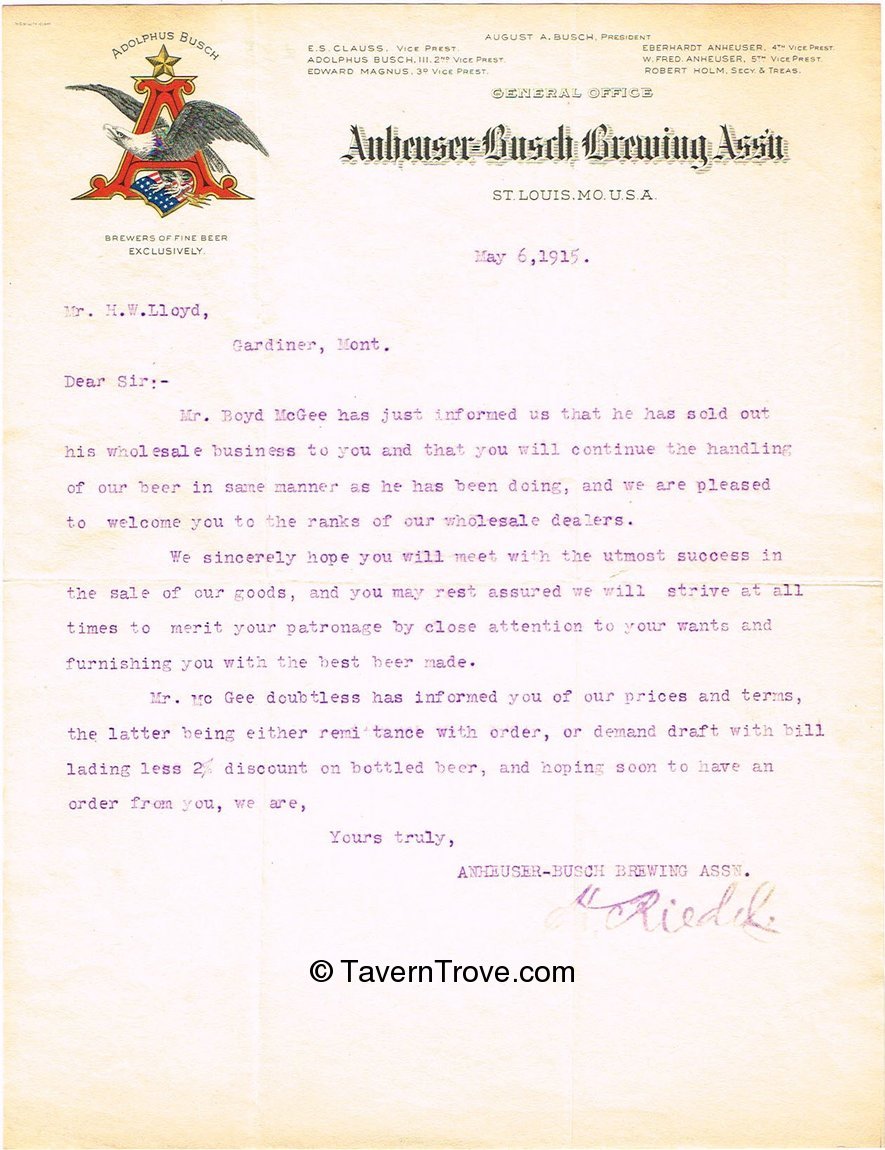 ADOLPHUS BUSCH
BREWERS OF FINE BEER
EXCLUSIVELY.
AUGUST A. BUSCH, PRESIDENT
E.S. CLAUSS, VICE PREST.
ADOLPHUS BUSCH, III. 2ND VICE PREST.
EDWARD MAGNUS, 3D VICE PREST.
EBERHARDT ANHEUSER, 4TH VICE PREST.
W. FRED. ANHEUSER, 5TH VICE PREST.
ROBERT HOLM, SECY. & TREAS.
GENERAL OFFICE
Anheuser-Busch Brewing Ass'n
ST. LOUIS, MO. U.S.A.
May 6,1915.
Mr. H.W.Lloyd,
Gardiner, Mont.
Dear Sir:-
Mr. Boyd McGee has just informed us that he has sold out
his wholesale business to you and that you will continue the handling
of our beer in same manner as he has been doing, and we are pleased
to welcome you to the ranks of our wholesale dealers.
We sincerely hope you will meet with the utmost success in
the sale of our goods, and you may rest assured we will strive at all
times to merit your patronage by close attention to your wants and
furnishing you with the best beer made.
Mr. Mc Gee doubtless has informed you of our prices and terms,
the latter being either remittance with order, or demand draft with bill
lading less 2% discount on bottled beer, and hoping soon to have an
order from you, we are,
Yours truly,
ANHEUSER-BUSCH BREWING ASSN.
© TavernTrove.com